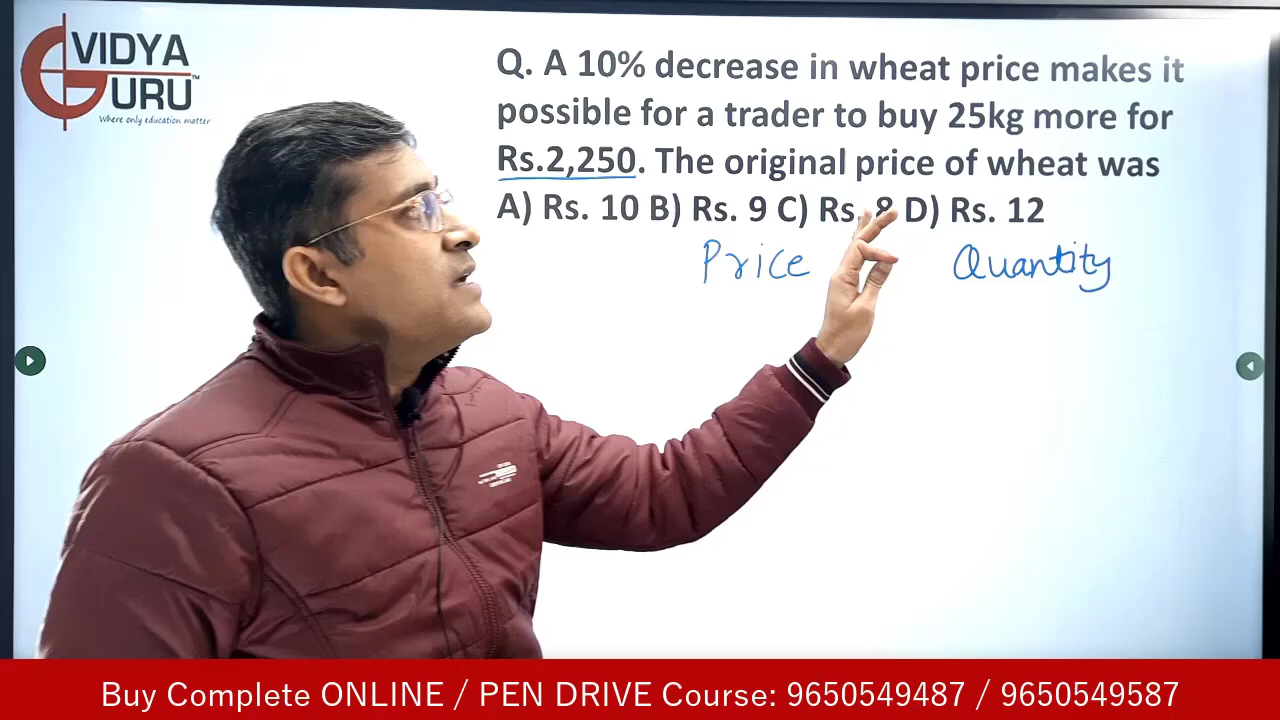 VIDYA
GURU™
Where only education matter
Q. A 10% decrease in wheat price makes it
possible for a trader to buy 25kg more for
Rs.2,250. The original price of wheat was
A) Rs. 10 B) Rs. 9 C) Rs. 8 D) Rs. 12
Price Quantity
Buy Complete ONLINE / PEN DRIVE Course: 9650549487 / 9650549587